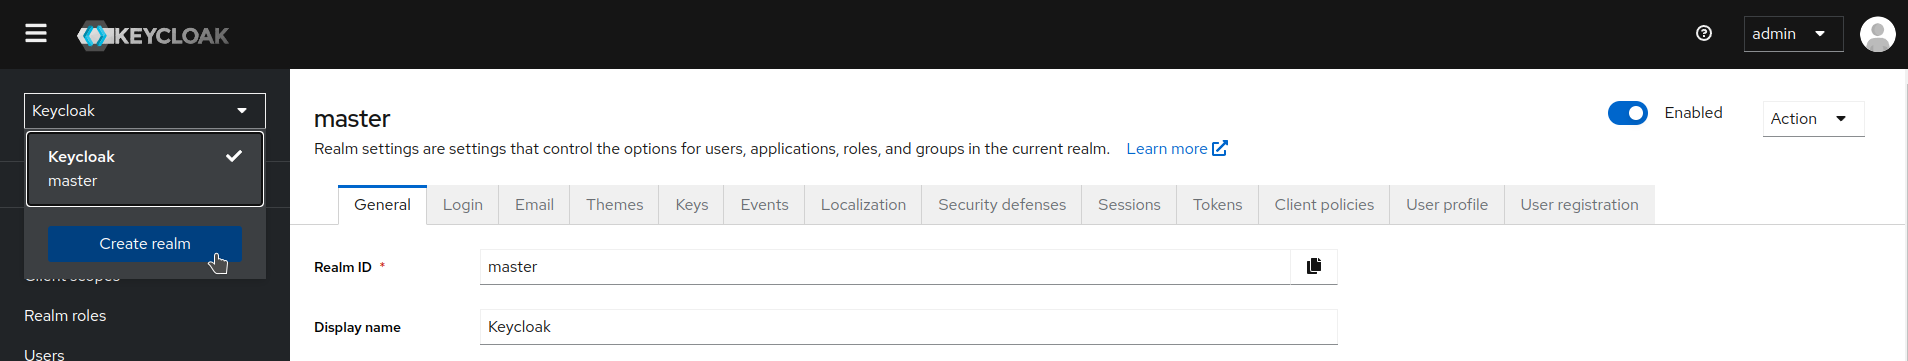 KEYCLOAK
admin
Keycloak
Keycloak
master
Create realm
Client scopes
Realm roles
Users
master
Enabled
Action
Realm settings are settings that control the options for users, applications, roles, and groups in the current realm. Learn more
General Login Email Themes Keys Events Localization Security defenses Sessions Tokens Client policies User profile User registration
Realm ID *
master
Display name
Keycloak